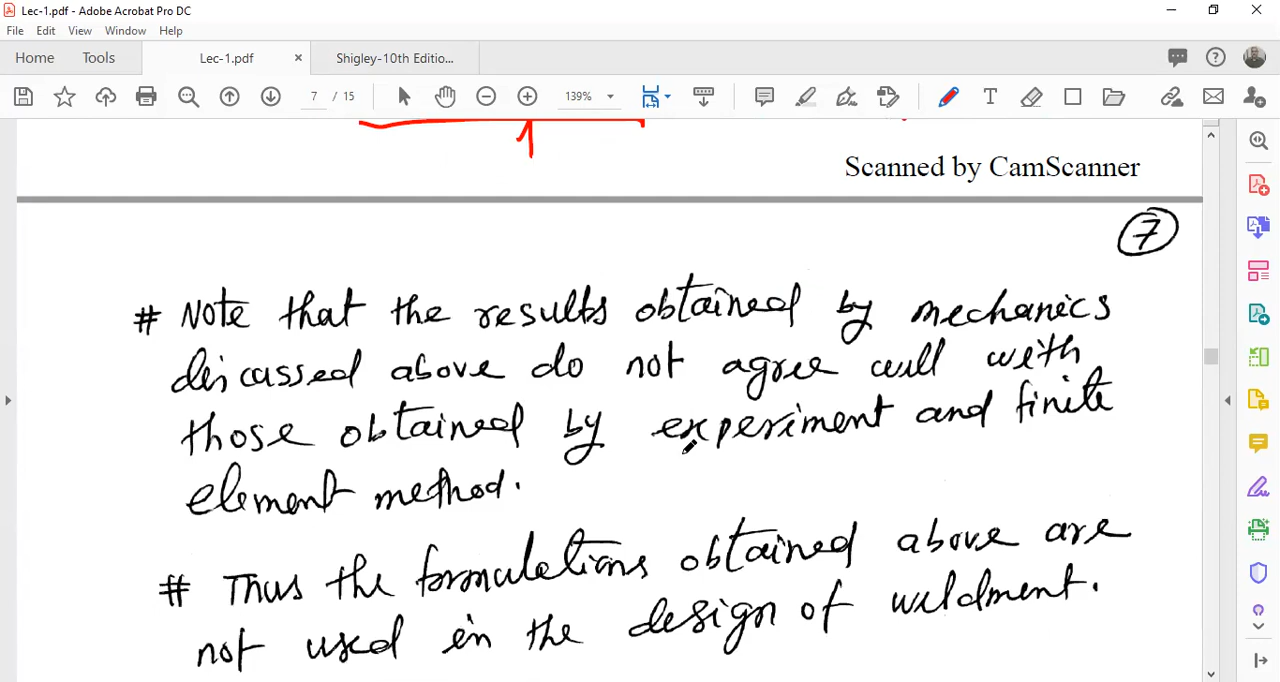 Lec-1.pdf - Adobe Acrobat Pro DC
File Edit View Window Help
Home Tools Lec-1.pdf × Shigley-10th Editio...
7 / 15 139%
Scanned by CamScanner
7
# Note that the results obtained by mechanics
discassed above do not agree well with
those obtained by experiment and finite
element method.
# Thus the formulations obtained above are
not used in the design of weldment.